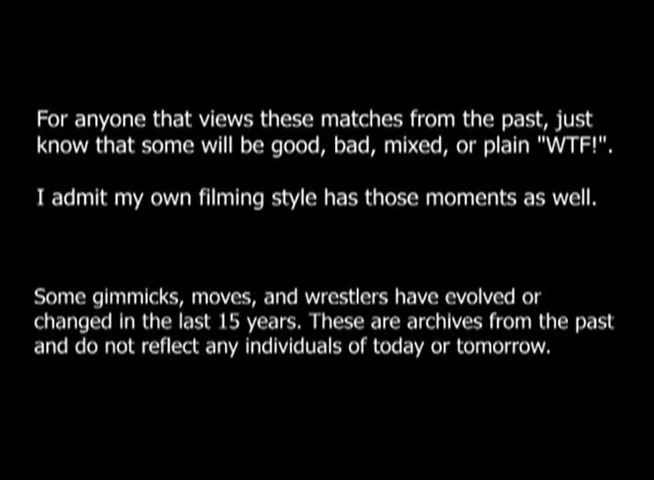 For anyone that views these matches from the past, just
know that some will be good, bad, mixed, or plain "WTF!".
I admit my own filming style has those moments as well.
Some gimmicks, moves, and wrestlers have evolved or
changed in the last 15 years. These are archives from the past
and do not reflect any individuals of today or tomorrow.